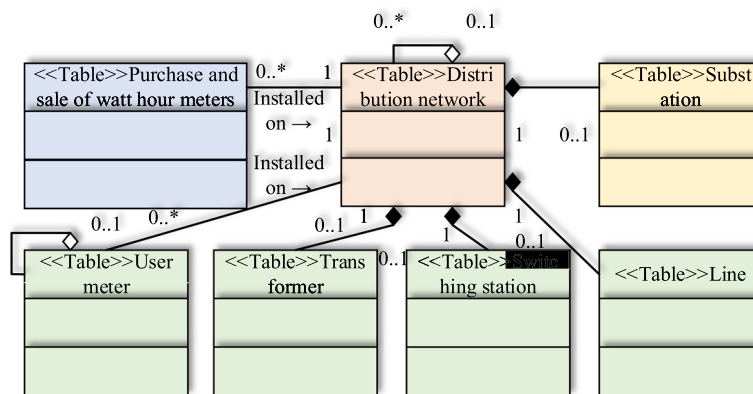 0..* 0..1
<<Table>>Purchase and
sale of watt hour meters
0..* 1
Installed
on →
<<Table>>Distri
bution network
<<Table>>Subst
ation
1 1 0..1
Installed
on →
0..1 0..*
0..1 1
1
1
0..1
0..1
<<Table>>User
meter
<<Table>>Trans
former
<<Table>>Switc
hing station
<<Table>>Line